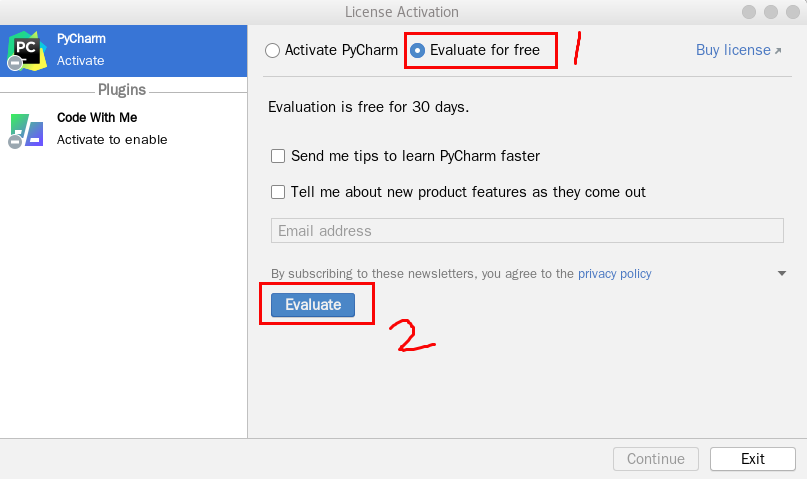 License Activation
PyCharm
Activate
Plugins
Code With Me
Activate to enable
Activate PyCharm Evaluate for free 1 Buy license
Evaluation is free for 30 days.
Send me tips to learn PyCharm faster
Tell me about new product features as they come out
Email address
By subscribing to these newsletters, you agree to the privacy policy
Evaluate
2
Continue Exit
PC